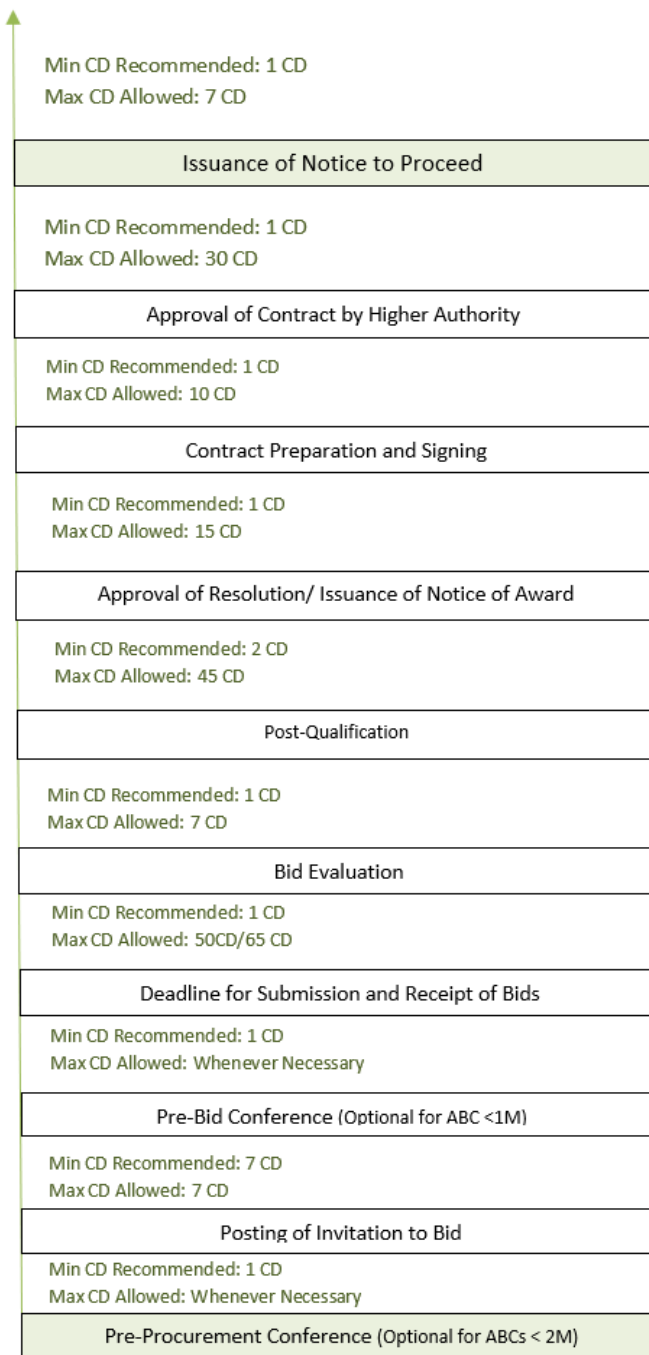 Min CD Recommended: 1 CD
Max CD Allowed: 7 CD
Issuance of Notice to Proceed
Min CD Recommended: 1 CD
Max CD Allowed: 30 CD
Approval of Contract by Higher Authority
Min CD Recommended: 1 CD
Max CD Allowed: 10 CD
Contract Preparation and Signing
Min CD Recommended: 1 CD
Max CD Allowed: 15 CD
Approval of Resolution/ Issuance of Notice of Award
Min CD Recommended: 2 CD
Max CD Allowed: 45 CD
Post-Qualification
Min CD Recommended: 1 CD
Max CD Allowed: 7 CD
Bid Evaluation
Min CD Recommended: 1 CD
Max CD Allowed: 50CD/65 CD
Deadline for Submission and Receipt of Bids
Min CD Recommended: 1 CD
Max CD Allowed: Whenever Necessary
Pre-Bid Conference (Optional for ABC <1M)
Min CD Recommended: 7 CD
Max CD Allowed: 7 CD
Posting of Invitation to Bid
Min CD Recommended: 1 CD
Max CD Allowed: Whenever Necessary
Pre-Procurement Conference (Optional for ABCs < 2M)